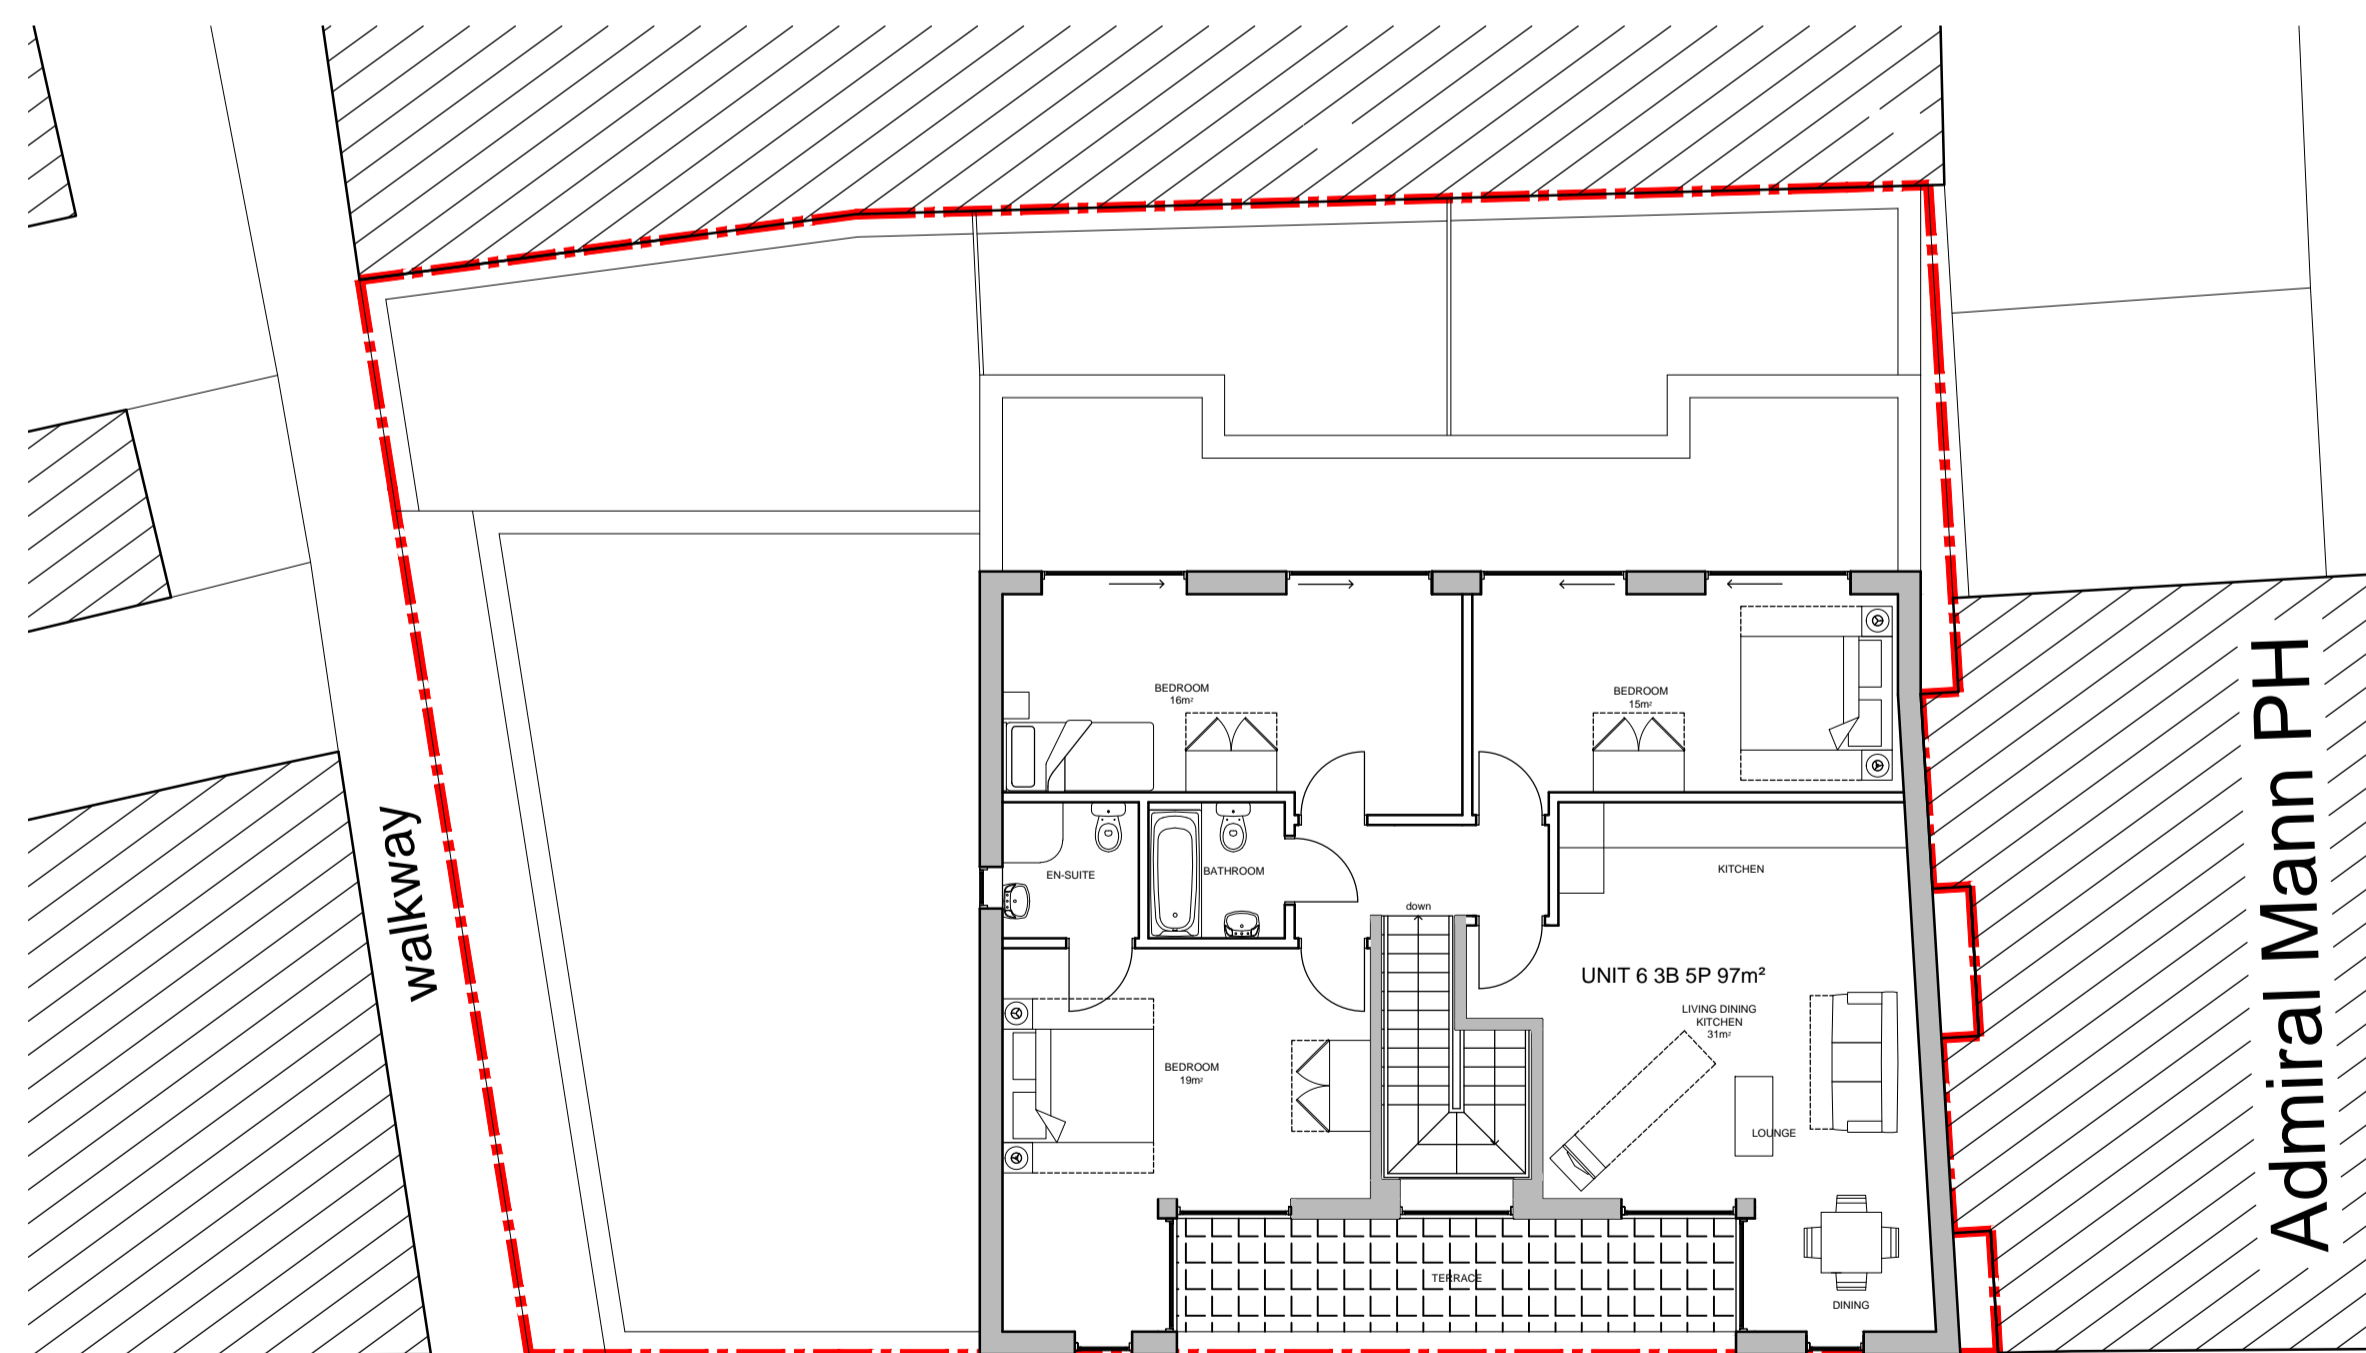 BEDROOM
16m²
BEDROOM
15m²
walkway
EN-SUITE
BATHROOM
KITCHEN
down
UNIT 6 3B 5P 97m²
LIVING DINING
KITCHEN
31m²
BEDROOM
19m²
LOUNGE
TERRACE
DINING
Admiral Mann PH